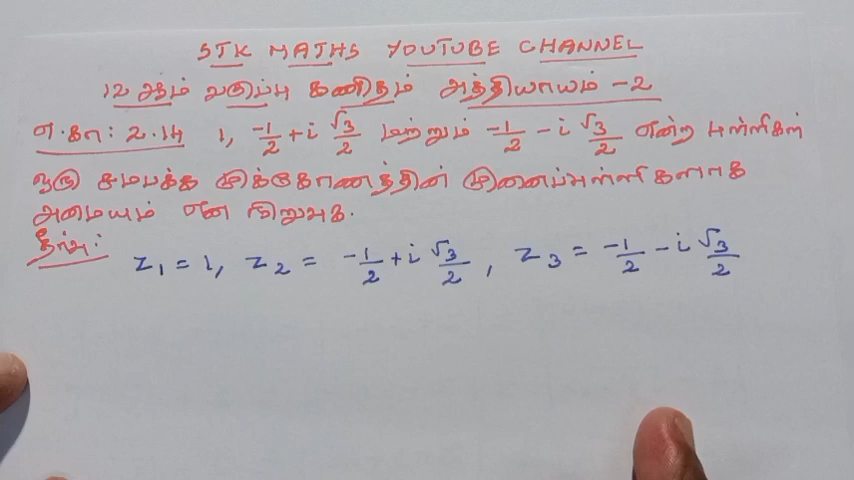 STK MATHS YOUTUBE CHANNEL
12 ஆம் வகுப்பு கணிதம் அத்தியாயம் -2
எ.கா: 2.14 1, -1/2 + i √3/2 மற்றும் -1/2 - i √3/2 என்ற புள்ளிகள்
ஒரு சமபக்க முக்கோணத்தின் முனைப்புள்ளிகளாக
அமையும் என நிறுவுக.
தீர்வு:
z₁ = 1, z₂ = -1/2 + i √3/2, z₃ = -1/2 - i √3/2